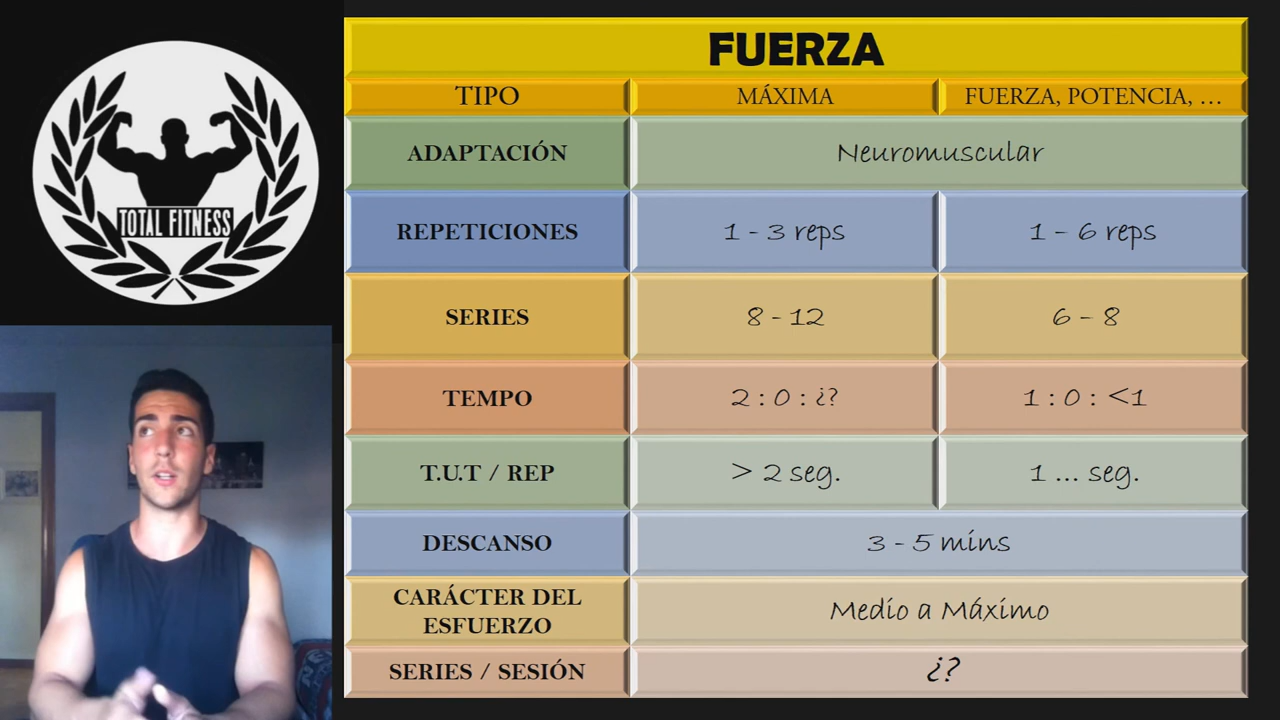 TOTAL FITNESS
FUERZA
TIPO MÁXIMA FUERZA, POTENCIA, ...
ADAPTACIÓN Neuromuscular
REPETICIONES 1 - 3 reps 1 – 6 reps
SERIES 8 - 12 6 – 8
TEMPO 2 : 0 : ¿? 1 : 0 : <1
T.U.T / REP > 2 seg. 1 ... seg.
DESCANSO 3 - 5 mins
CARÁCTER DEL
ESFUERZO Medio a Máximo
SERIES / SESIÓN ¿?